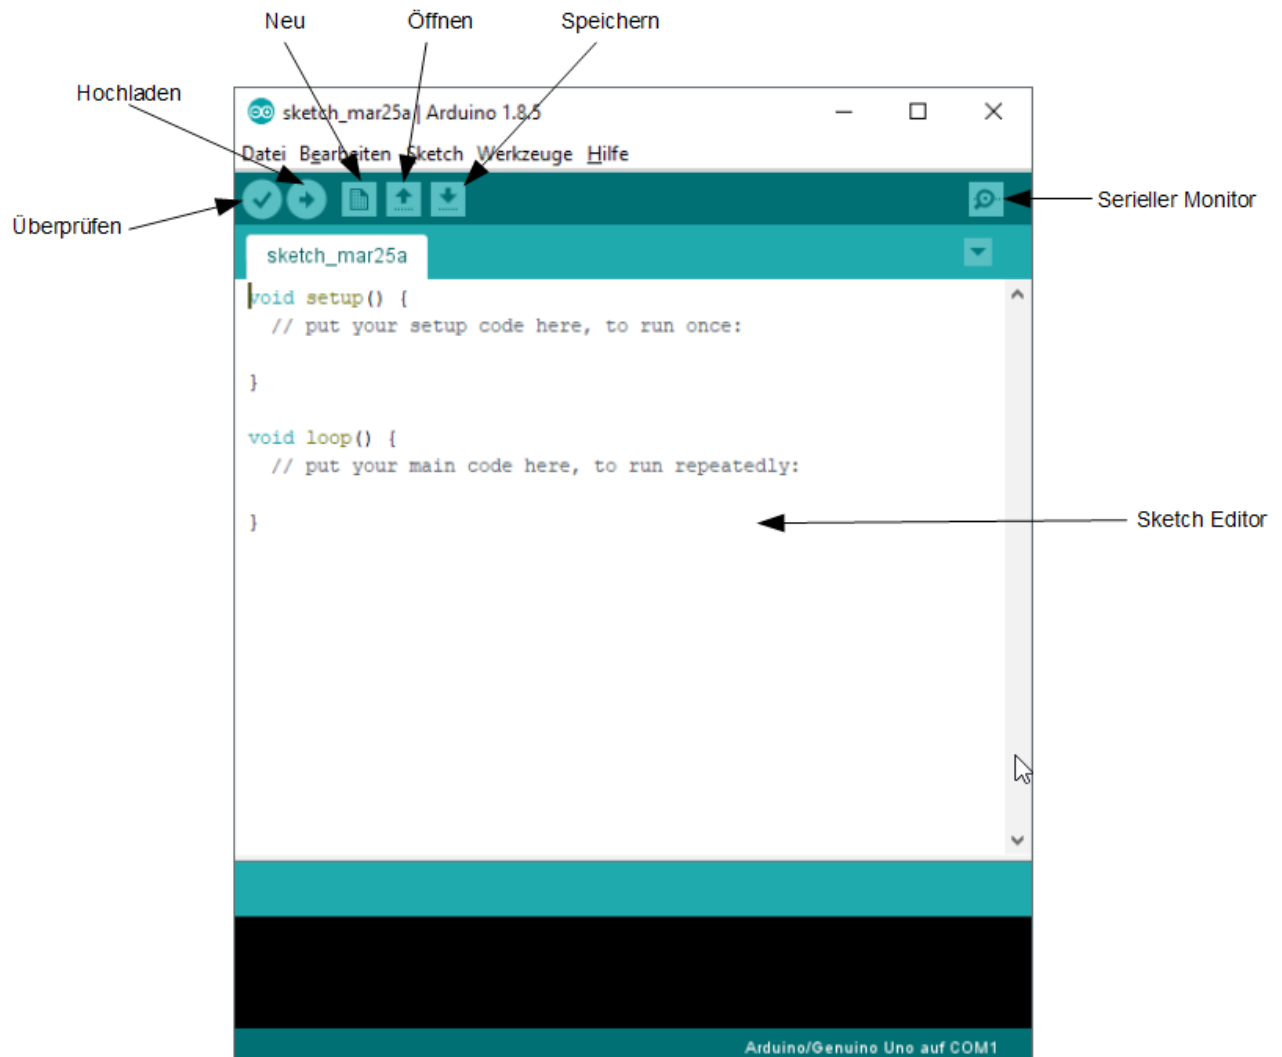 Neu Öffnen Speichern
Hochladen
sketch_mar25a | Arduino 1.8.5
Datei Bearbeiten Sketch Werkzeuge Hilfe
Serieller Monitor
Überprüfen
sketch_mar25a
void setup() {
  // put your setup code here, to run once:
}
void loop() {
  // put your main code here, to run repeatedly:
}
Sketch Editor
Arduino/Genuino Uno auf COM1